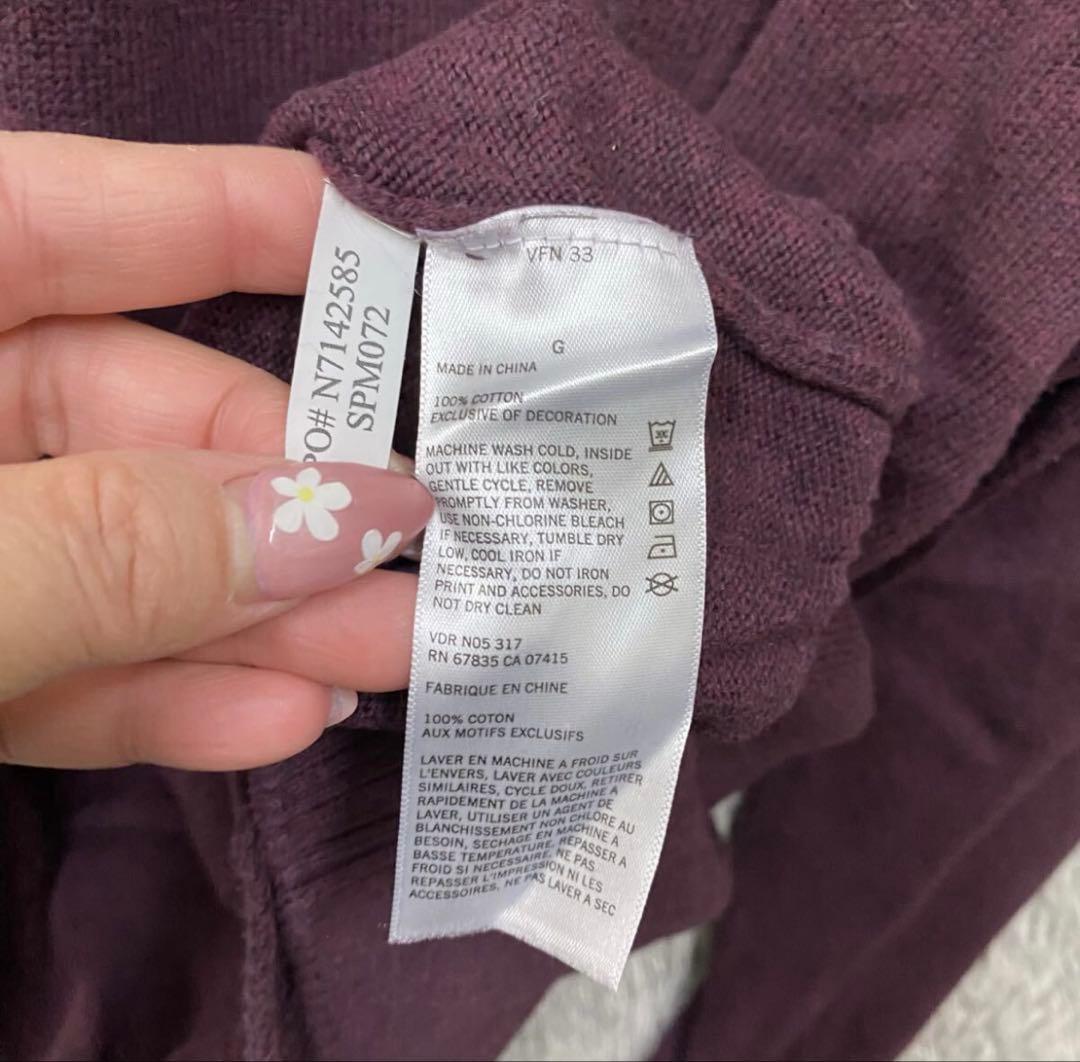 PO# N7142585
SPM072
VFN 33
G
MADE IN CHINA
100% COTTON
EXCLUSIVE OF DECORATION
MACHINE WASH COLD, INSIDE
OUT WITH LIKE COLORS,
GENTLE CYCLE, REMOVE
PROMPTLY FROM WASHER,
USE NON-CHLORINE BLEACH
IF NECESSARY, TUMBLE DRY
LOW, COOL IRON IF
NECESSARY, DO NOT IRON
PRINT AND ACCESSORIES, DO
NOT DRY CLEAN
VDR N05 317
RN 67835 CA 07415
FABRIQUE EN CHINE
100% COTON
AUX MOTIFS EXCLUSIFS
LAVER EN MACHINE A FROID SUR
L'ENVERS, LAVER AVEC COULEURS
SIMILAIRES, CYCLE DOUX, RETIRER
RAPIDEMENT DE LA MACHINE A
LAVER, UTILISER UN AGENT DE
BLANCHISSEMENT NON CHLORE AU
BESOIN, SECHAGE EN MACHINE À
BASSE TEMPERATURE, REPASSER A
FROID SI NECESSAIRE, NE PAS
REPASSER L'IMPRESSION NI LES
ACCESSOIRES, NE PAS LAVER A SEC